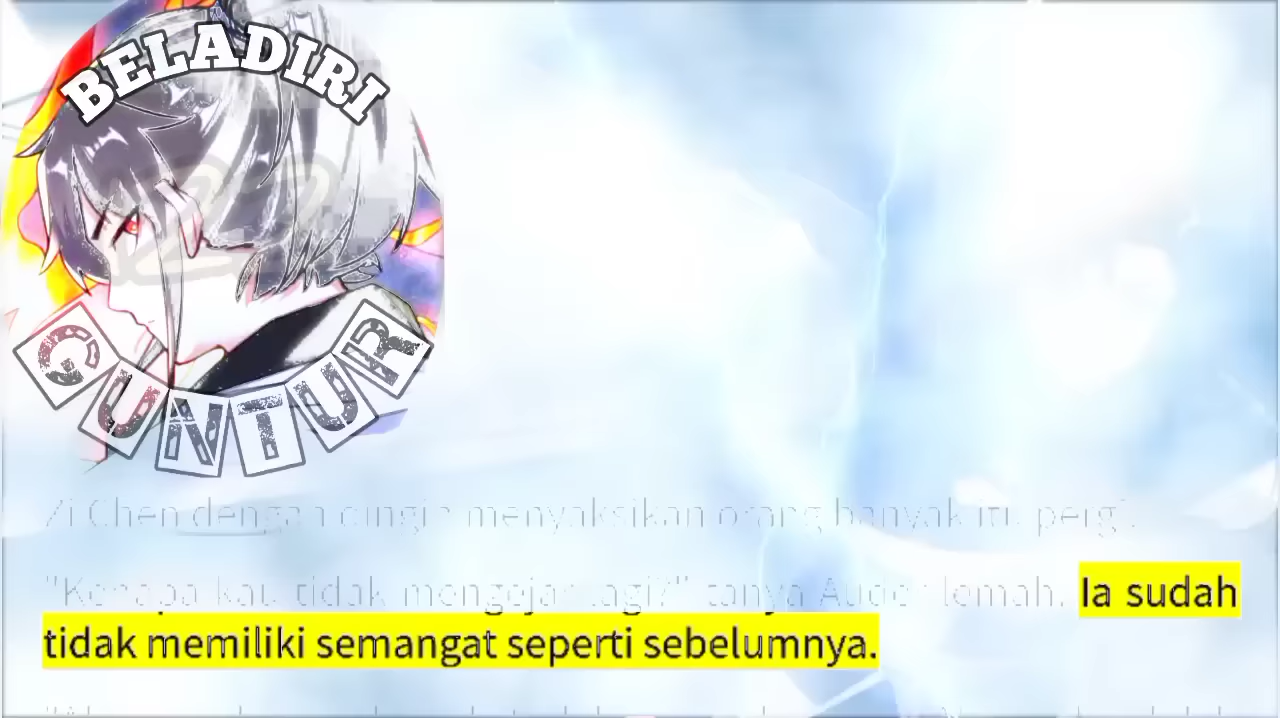 BELADIRI
GUNTUR
Zi Chen dengan dingin menyaksikan orang banyak itu pergi.
"Kenapa kau tidak mengejar lagi?" tanya lemah. Ia sudah
tidak memiliki semangat seperti sebelumnya.